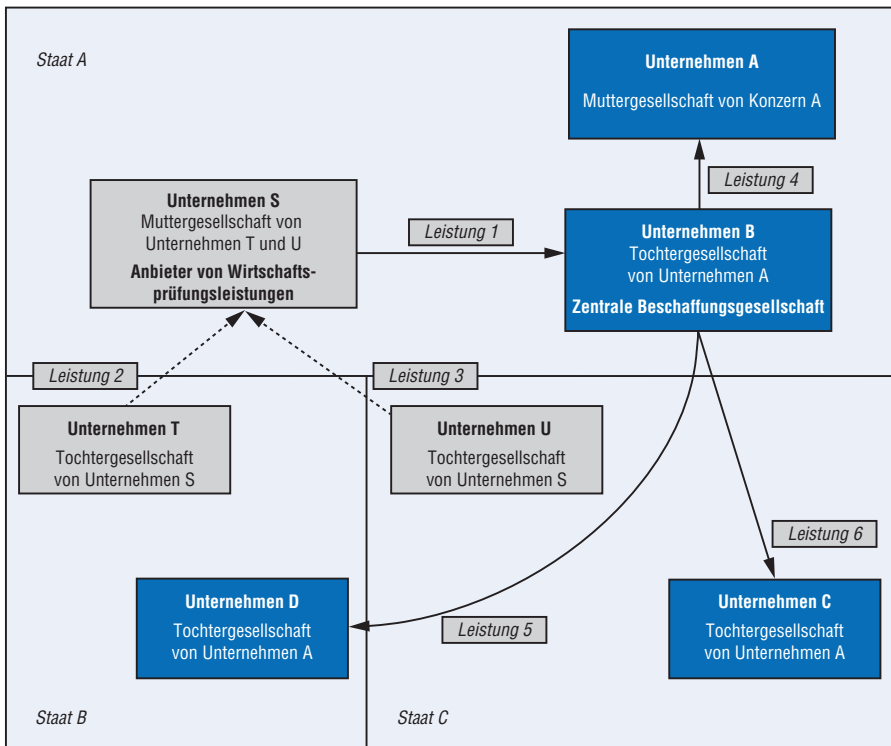 Staat A
Unternehmen A
Muttergesellschaft von Konzern A
Leistung 4
Unternehmen S
Muttergesellschaft von
Unternehmen T und U
Anbieter von Wirtschafts-
prüfungsleistungen
Leistung 1
Unternehmen B
Tochtergesellschaft
von Unternehmen A
Zentrale Beschaffungsgesellschaft
Leistung 2
Leistung 3
Unternehmen T
Tochtergesellschaft
von Unternehmen S
Unternehmen U
Tochtergesellschaft
von Unternehmen S
Leistung 6
Unternehmen D
Tochtergesellschaft
von Unternehmen A
Leistung 5
Unternehmen C
Tochtergesellschaft
von Unternehmen A
Staat B
Staat C